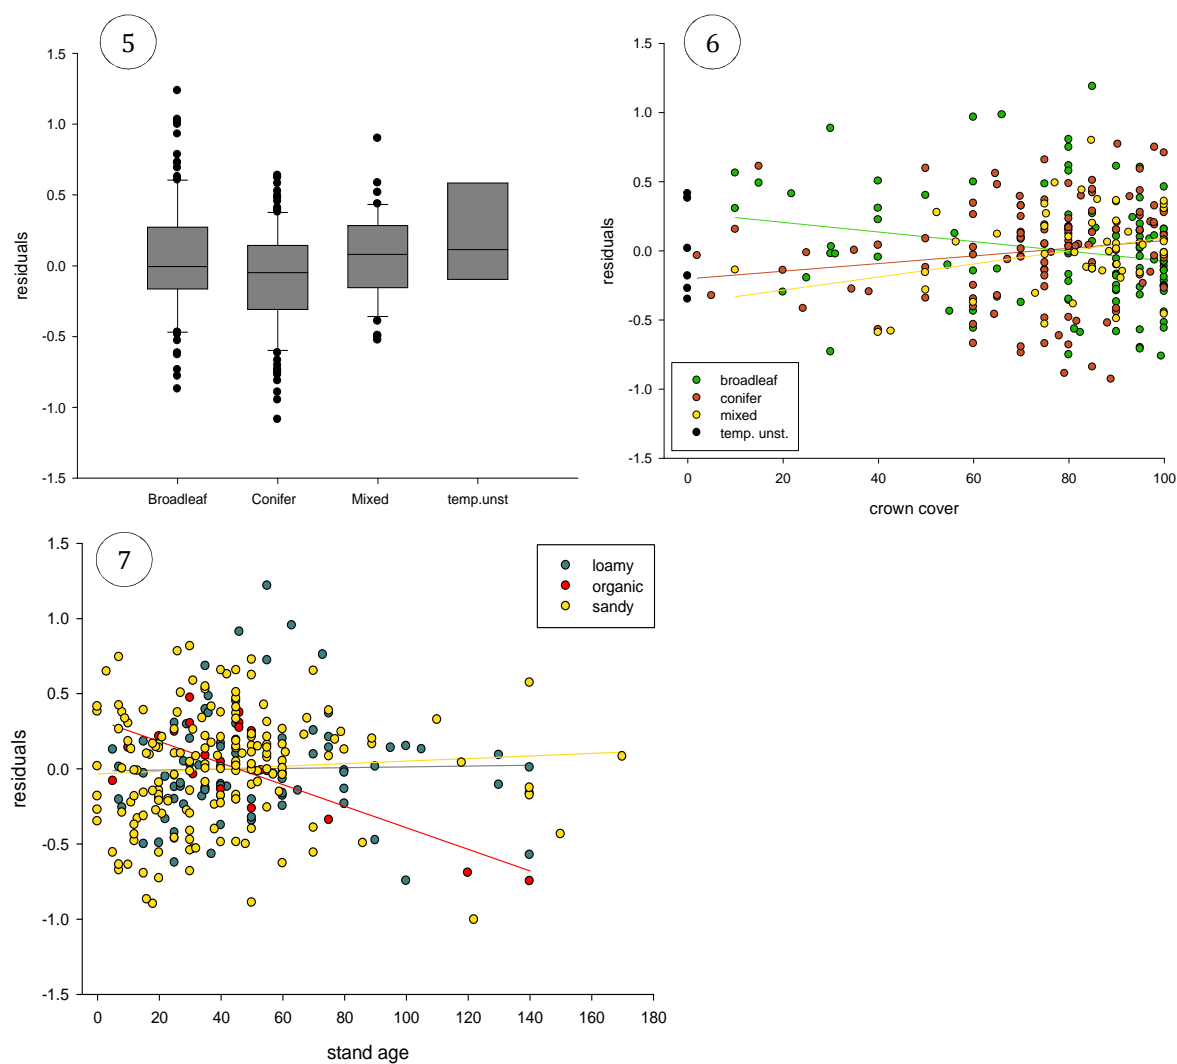 5
1.5
1.0
0.5
0.0
-0.5
-1.0
-1.5
residuals
Broadleaf Conifer Mixed temp.unst
6
1.5
1.0
0.5
0.0
-0.5
-1.0
-1.5
residuals
broadleaf
conifer
mixed
temp. unst.
0 20 40 60 80 100
crown cover
7
1.5
1.0
0.5
0.0
-0.5
-1.0
-1.5
residuals
loamy
organic
sandy
0 20 40 60 80 100 120 140 160 180
stand age